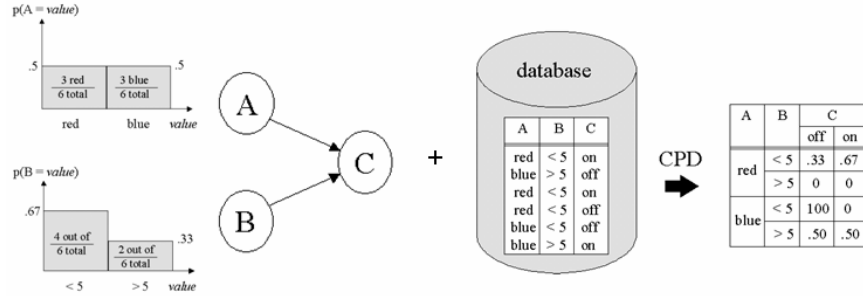 p(A = value)
.5
3 red
6 total
3 blue
6 total
.5
red blue value
p(B = value)
.67
4 out of
6 total
2 out of
6 total
.33
< 5 > 5 value
A
B
C
+
database
A B C
red < 5 on
blue > 5 off
red < 5 on
red < 5 off
blue < 5 off
blue > 5 on
CPD
A B C
off on
red < 5 .33 .67
> 5 0 0
blue < 5 100 0
> 5 .50 .50